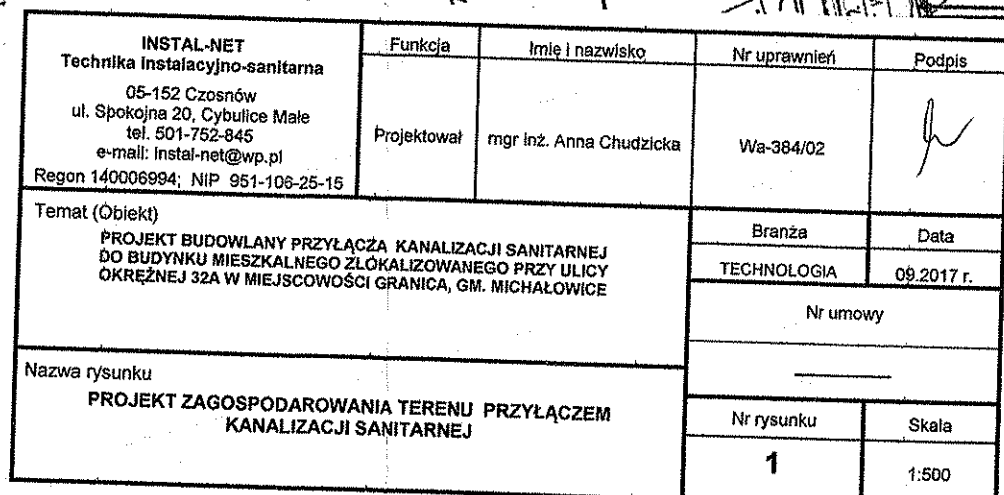 INSTAL-NET
Technika instalacyjno-sanitarna
05-152 Czosnów
ul. Spokojna 20, Cybulice Małe
tel. 501-752-845
e-mail: instal-net@wp.pl
Regon 140006994; NIP 951-106-25-15
Funkcja
Imię i nazwisko
Nr uprawnień
Podpis
Projektował
mgr inż. Anna Chudzicka
Wa-384/02
Temat (Obiekt)
PROJEKT BUDOWLANY PRZYŁĄCZA KANALIZACJI SANITARNEJ
DO BUDYNKU MIESZKALNEGO ZLOKALIZOWANEGO PRZY ULICY
OKRĘŻNEJ 32A W MIEJSCOWOŚCI GRANICA, GM. MICHAŁOWICE
Branża
Data
TECHNOLOGIA
09.2017 r.
Nr umowy
Nazwa rysunku
PROJEKT ZAGOSPODAROWANIA TERENU PRZYŁĄCZEM
KANALIZACJI SANITARNEJ
Nr rysunku
Skala
1
1:500